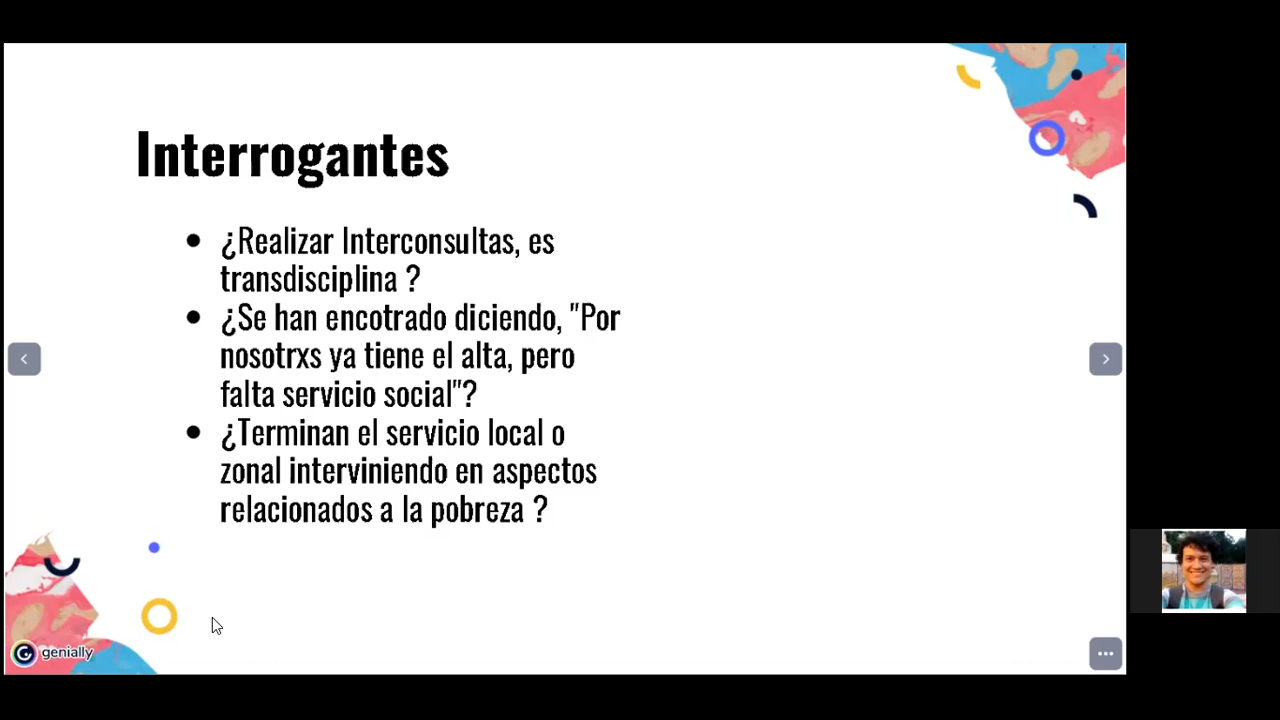 Interrogantes
¿Realizar Interconsultas, es
transdisciplina ?
¿Se han encotrado diciendo, "Por
nosotrxs ya tiene el alta, pero
falta servicio social"?
¿Terminan el servicio local o
zonal interviniendo en aspectos
relacionados a la pobreza ?
genially